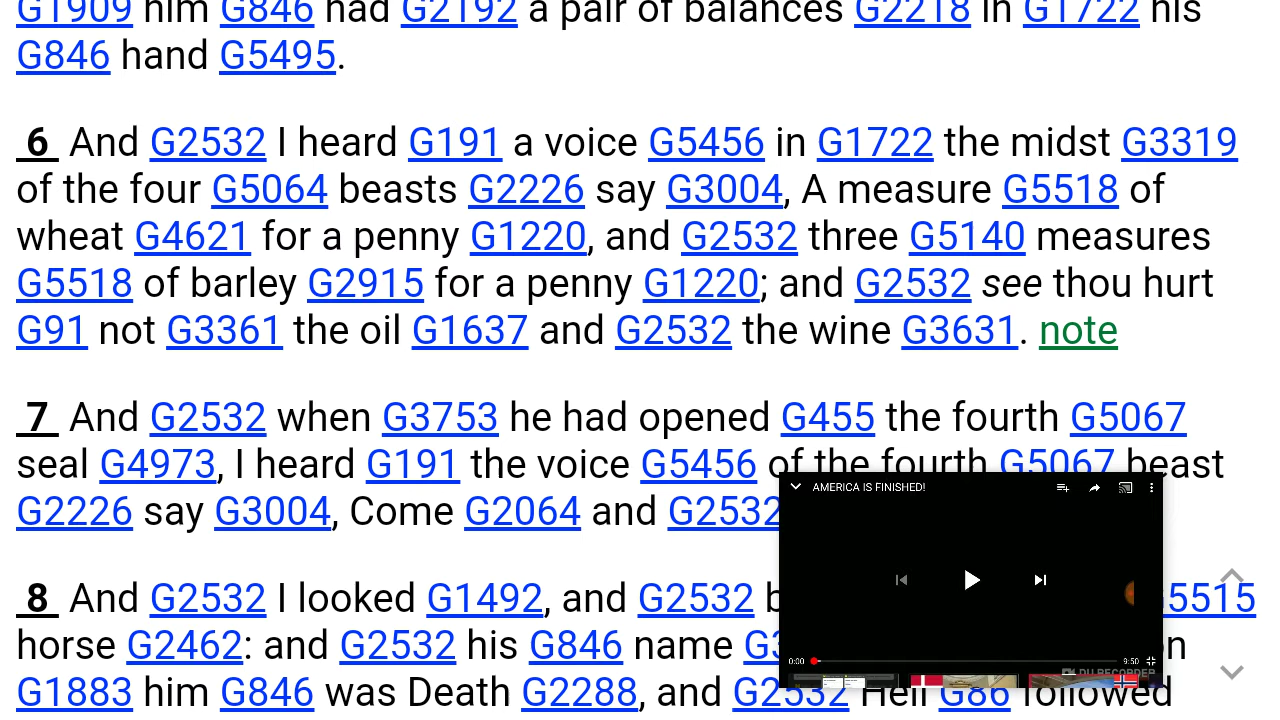 G1909 him G846 had G2192 a pair of balances G2218 in G1722 his
G846 hand G5495.
6 And G2532 I heard G191 a voice G5456 in G1722 the midst G3319
of the four G5064 beasts G2226 say G3004, A measure G5518 of
wheat G4621 for a penny G1220, and G2532 three G5140 measures
G5518 of barley G2915 for a penny G1220; and G2532 see thou hurt
G91 not G3361 the oil G1637 and G2532 the wine G3631. note
7 And G2532 when G3753 he had opened G455 the fourth G5067
seal G4973, I heard G191 the voice G5456 of the fourth G5067 beast
G2226 say G3004, Come G2064 and G2532
8 And G2532 I looked G1492, and G2532 5515
horse G2462: and G2532 his G846 name
G1883 him G846 was Death G2288, and G2532 Hell G86 followed
AMERICA IS FINISHED!
0:00 9:50
DU RECORDER